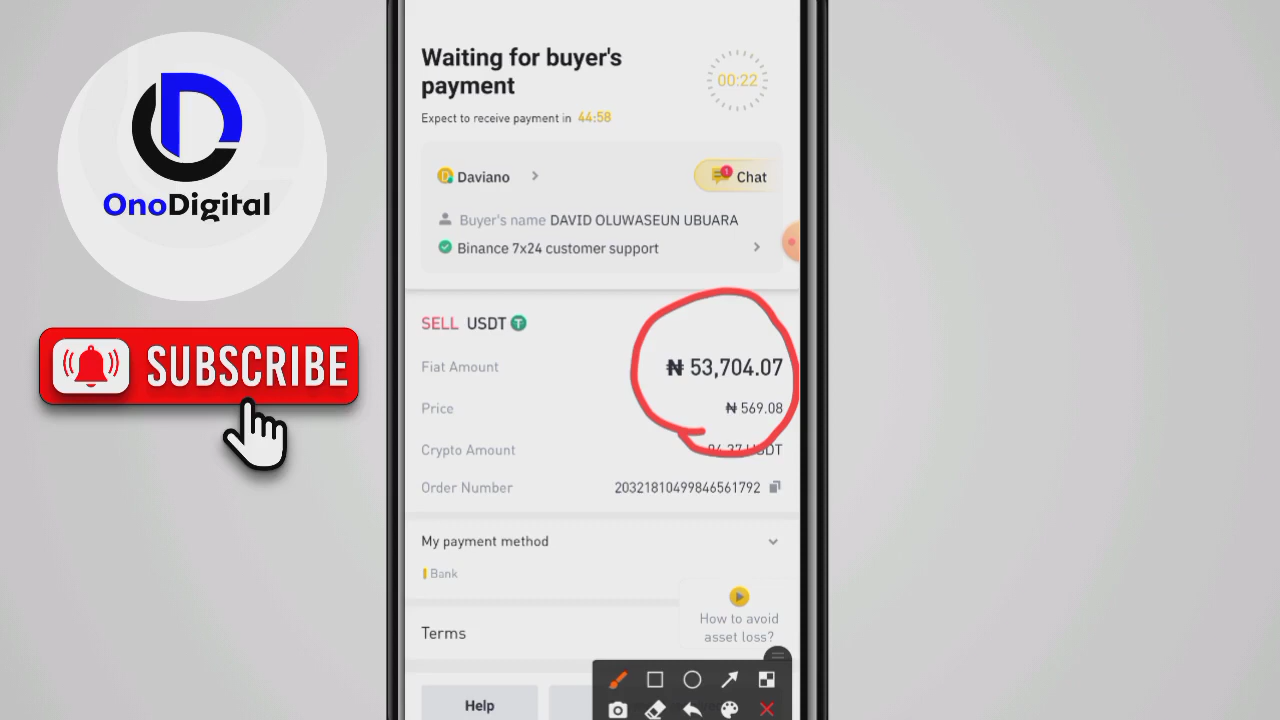 OnoDigital
SUBSCRIBE
Waiting for buyer's
payment
00:22
Expect to receive payment in 44:58
Daviano
1
Chat
Buyer's name DAVID OLUWASEUN UBUARA
Binance 7x24 customer support
SELL USDT
Fiat Amount
₦ 53,704.07
Price
₦ 569.08
Crypto Amount
USDT
Order Number
20321810499846561792
My payment method
Bank
How to avoid
asset loss?
Terms
Help